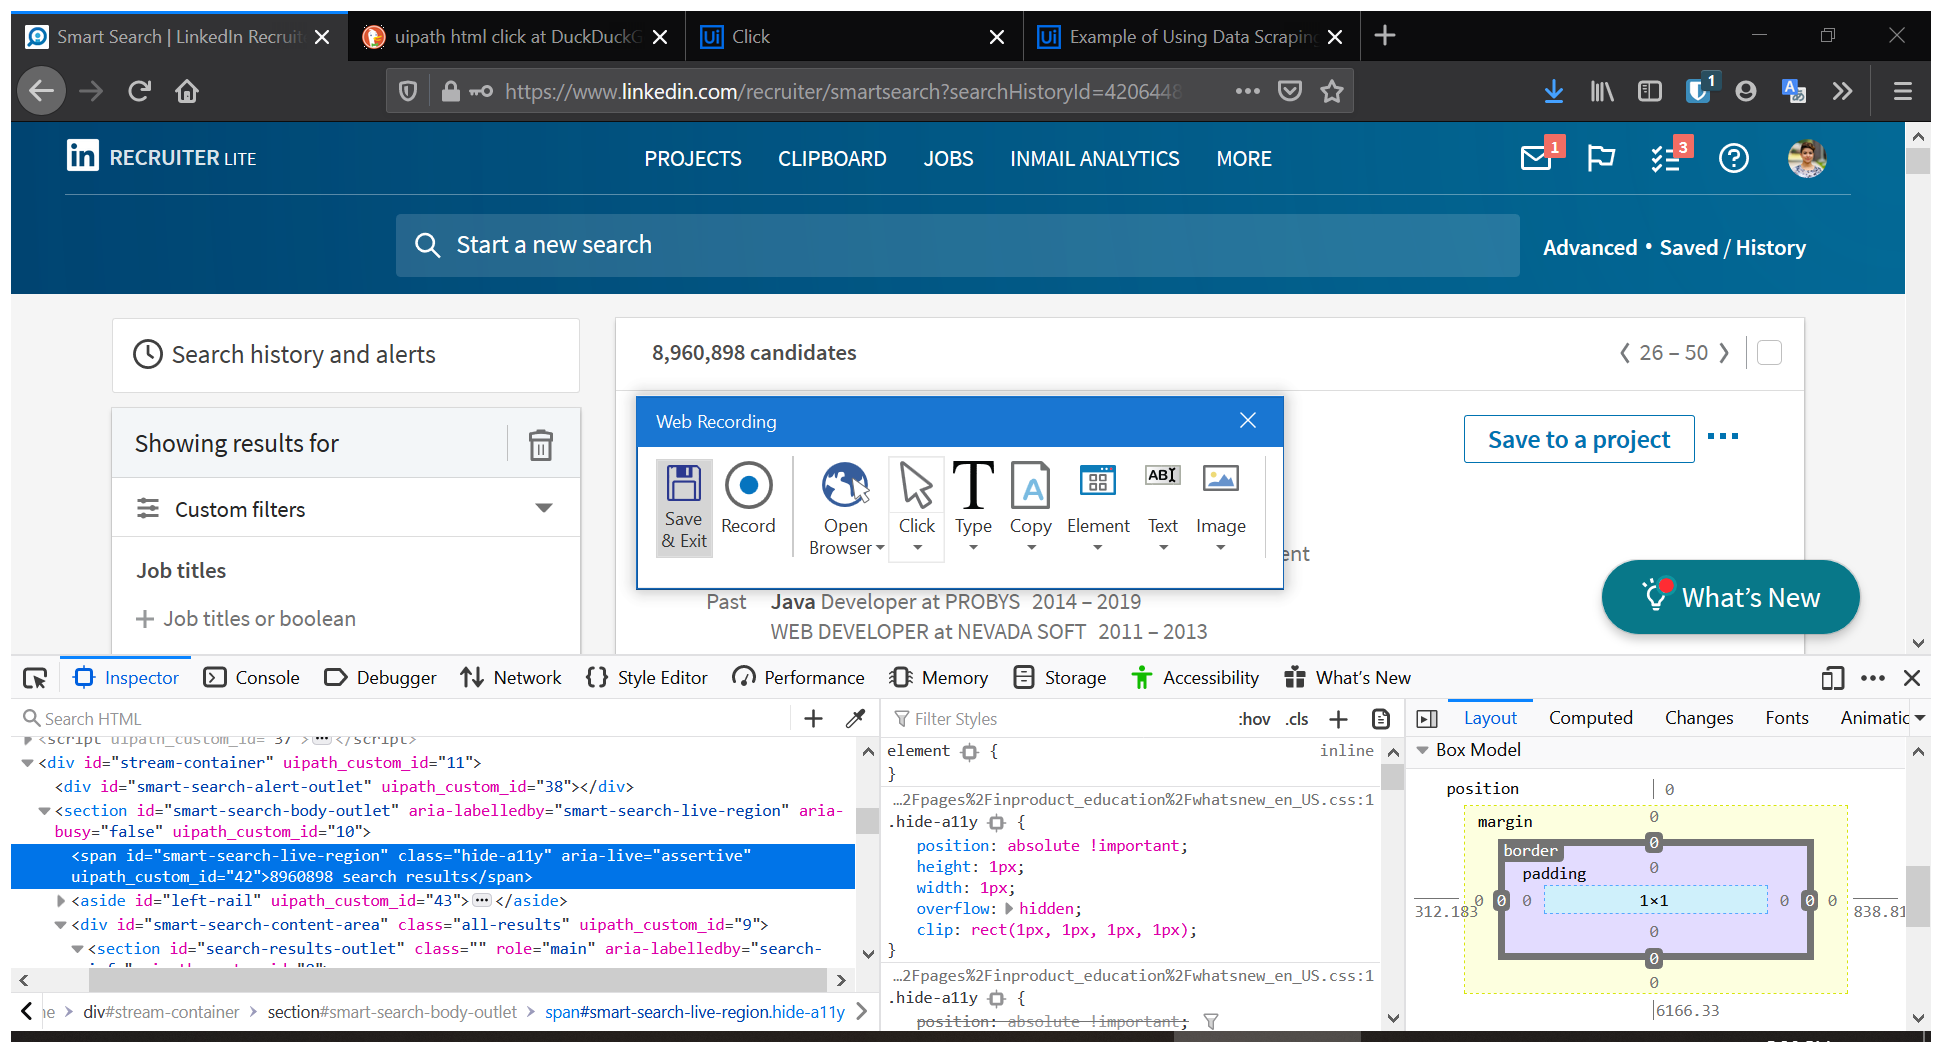 Smart Search | LinkedIn Recruit
uipath html click at DuckDuckG
Click
Example of Using Data Scraping
https://www.linkedin.com/recruiter/smartsearch?searchHistoryId=4206448
1
in RECRUITER LITE
PROJECTS CLIPBOARD JOBS INMAIL ANALYTICS MORE
1
3
Start a new search
Advanced • Saved / History
Search history and alerts
8,960,898 candidates
26 – 50
Showing results for
Custom filters
Job titles
+ Job titles or boolean
Web Recording
Save & Exit
Record
Open Browser
Click
Type
Copy
Element
Text
Image
Save to a project
ent
Past Java Developer at PROBYS 2014 – 2019
WEB DEVELOPER at NEVADA SOFT 2011 – 2013
What's New
Inspector Console Debugger Network Style Editor Performance Memory Storage Accessibility What's New
Search HTML
<script uipath_custom_id="37"></script>
<div id="stream-container" uipath_custom_id="11">
<div id="smart-search-alert-outlet" uipath_custom_id="38"></div>
<section id="smart-search-body-outlet" aria-labelledby="smart-search-live-region" aria-
busy="false" uipath_custom_id="10">
<span id="smart-search-live-region" class="hide-a11y" aria-live="assertive"
uipath_custom_id="42">8960898 search results</span>
<aside id="left-rail" uipath_custom_id="43"></aside>
<div id="smart-search-content-area" class="all-results" uipath_custom_id="9">
<section id="search-results-outlet" class="" role="main" aria-labelledby="search-
ne > div#stream-container > section#smart-search-body-outlet > span#smart-search-live-region.hide-a11y
Filter Styles
:hov .cls +
element {
inline
}
…2Fpages%2Finproduct_education%2Fwhatsnew_en_US.css:1
.hide-a11y {
position: absolute !important;
height: 1px;
width: 1px;
overflow: hidden;
clip: rect(1px, 1px, 1px, 1px);
}
…2Fpages%2Finproduct_education%2Fwhatsnew_en_US.css:1
.hide-a11y {
position: absolute !important;
Layout Computed Changes Fonts Animatic
Box Model
position 0
margin 0
border 0
padding 0
312.183 0 0 0 1×1 0 0 0 838.81
0
0
0
6166.33